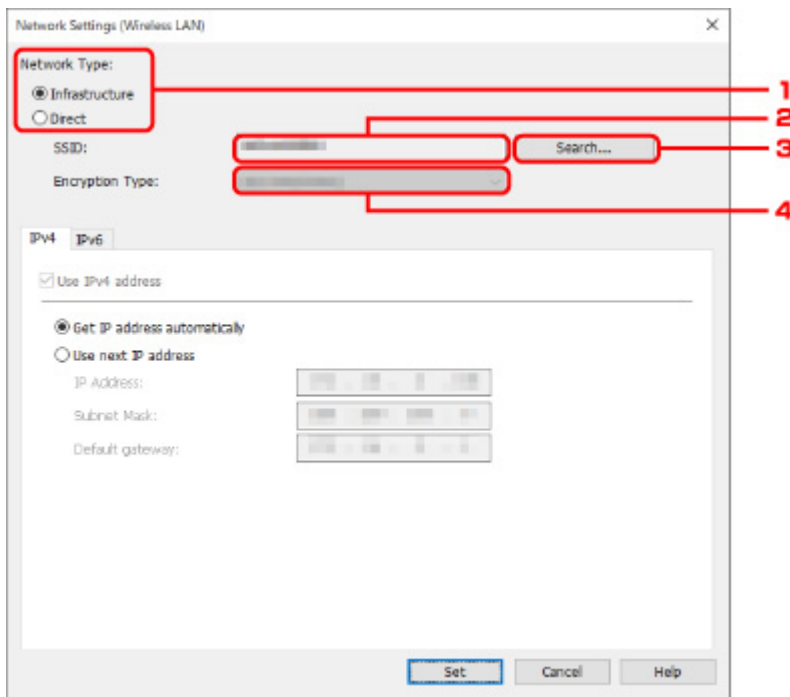 Network Settings (Wireless LAN)
Network Type:
Infrastructure
Direct
1
2
SSID:
Search...
3
Encryption Type:
4
IPv4 IPv6
Use IPv4 address
Get IP address automatically
Use next IP address
IP Address:
Subnet Mask:
Default gateway:
Set Cancel Help